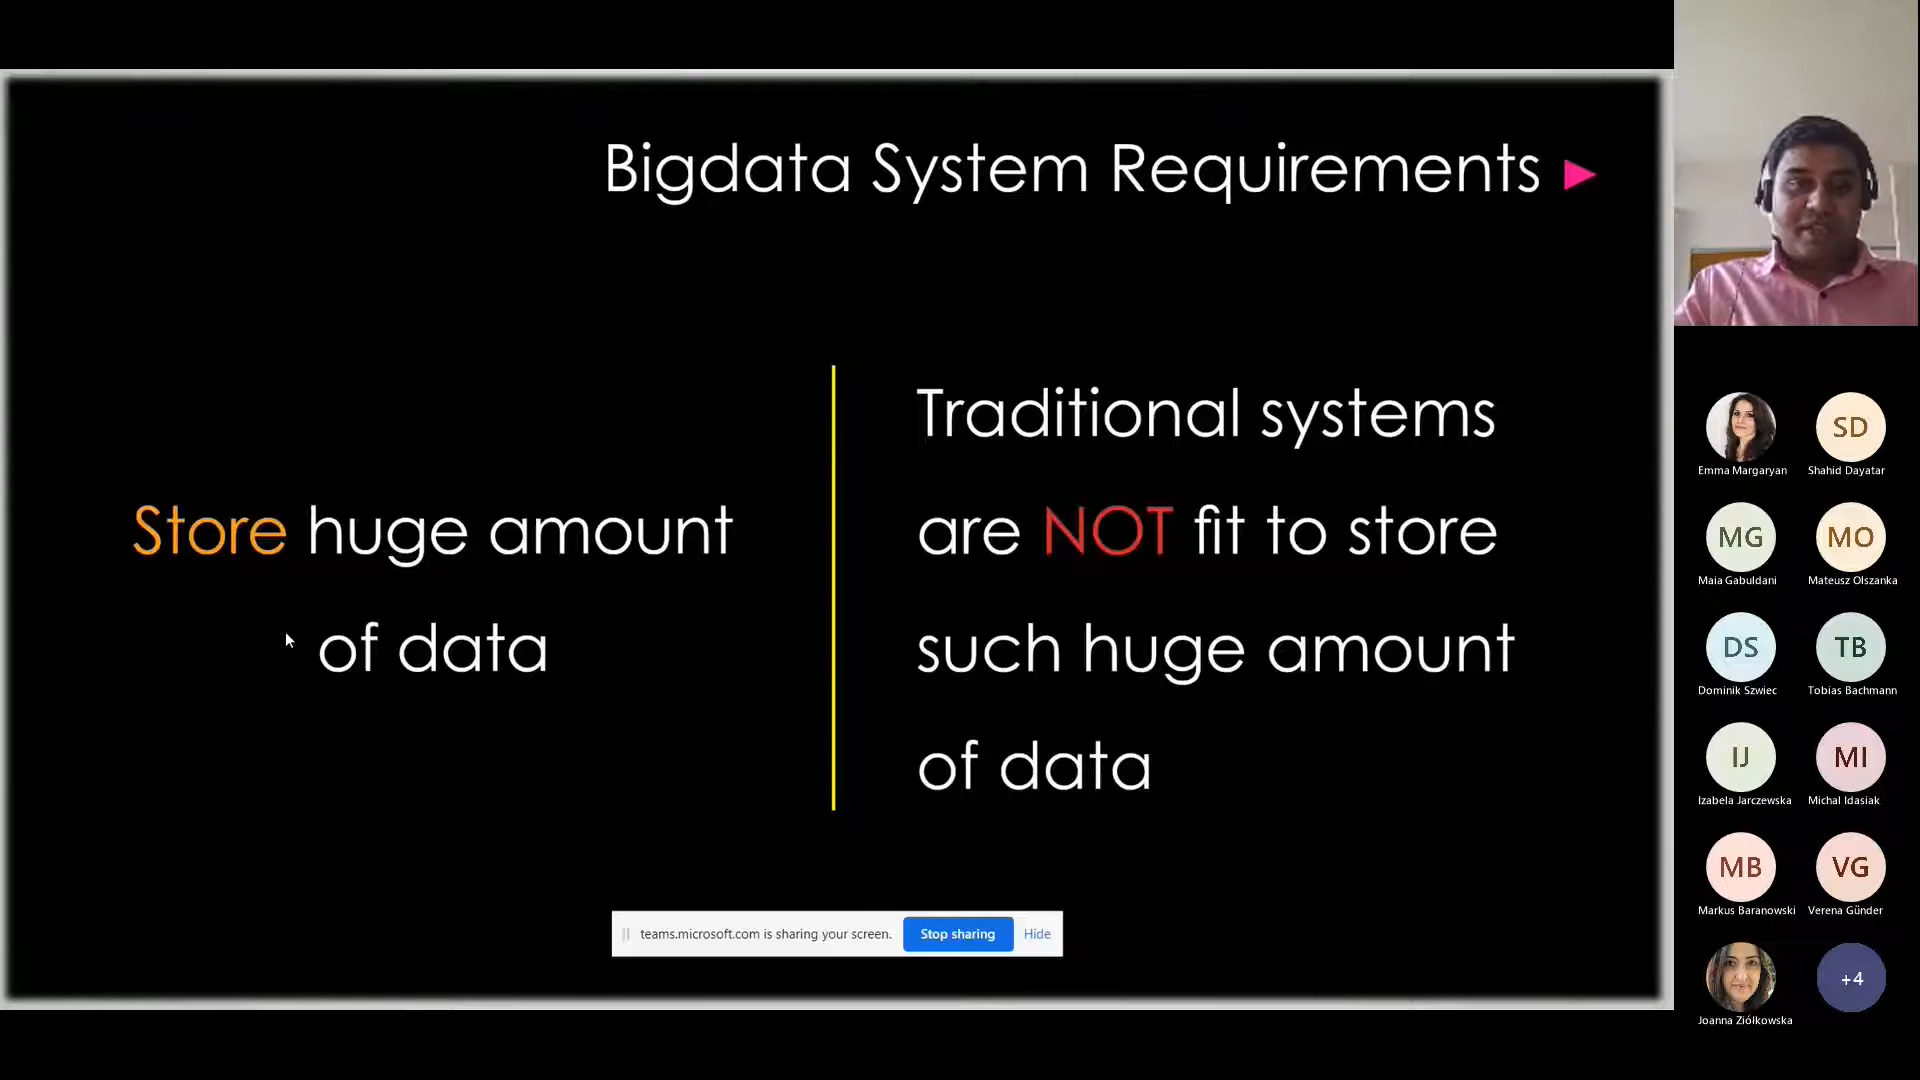 Bigdata System Requirements
Store huge amount
of data
Traditional systems
are NOT fit to store
such huge amount
of data
teams.microsoft.com is sharing your screen. Stop sharing Hide
SD
Emma Margaryan Shahid Dayatar
MG MO
Maia Gabuldani Mateusz Olszanka
DS TB
Dominik Szwiec Tobias Bachmann
IJ MI
Izabela Jarczewska Michal Idasiak
MB VG
Markus Baranowski Verena Günder
+4
Joanna Ziółkowska